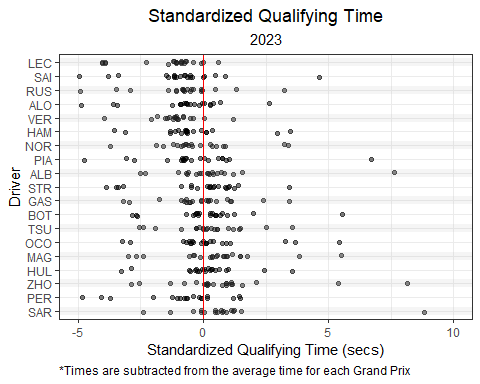 Standardized Qualifying Time
2023
Driver
LEC
SAI
RUS
ALO
VER
HAM
NOR
PIA
ALB
STR
GAS
BOT
TSU
OCO
MAG
HUL
ZHO
PER
SAR
-5 0 5 10
Standardized Qualifying Time (secs)
*Times are subtracted from the average time for each Grand Prix